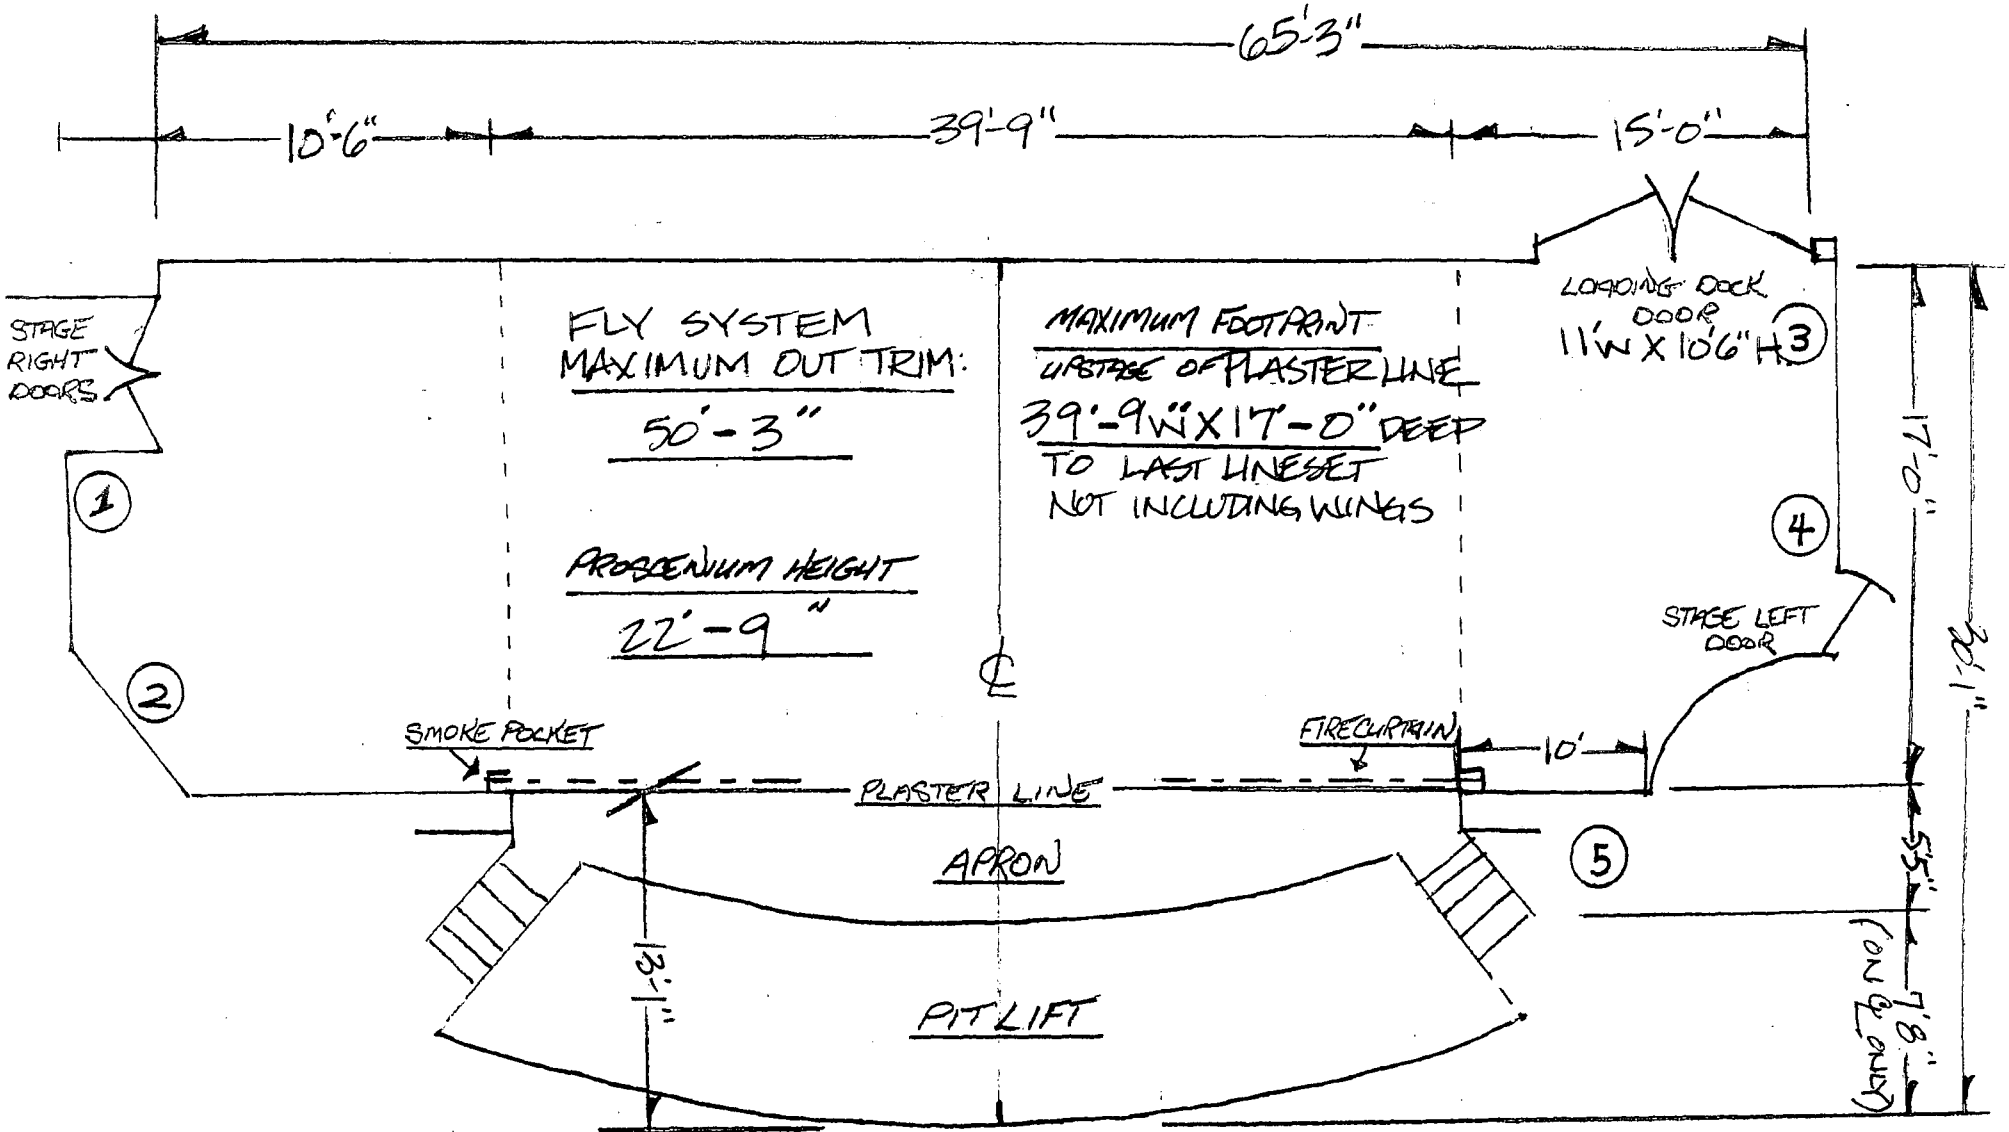 65'-3"
10'-6"
39'-9"
15'-0"
STAGE
RIGHT
DOORS
FLY SYSTEM
MAXIMUM OUT TRIM:
50'-3"
PROSCENIUM HEIGHT
22'-9"
MAXIMUM FOOTPRINT
UPSTAGE OF PLASTER LINE
39'-9"W X 17'-0" DEEP
TO LAST LINESET
NOT INCLUDING WINGS
LOADING DOCK
DOOR
11'W X 10'6" H
1
2
3
4
5
STAGE LEFT
DOOR
17'-0"
30'-1"
SMOKE POCKET
FIRECURTAIN
10'
℄
PLASTER LINE
APRON
13'-1"
PIT LIFT
5'5"
7'8"
(ON ℄ ONLY)